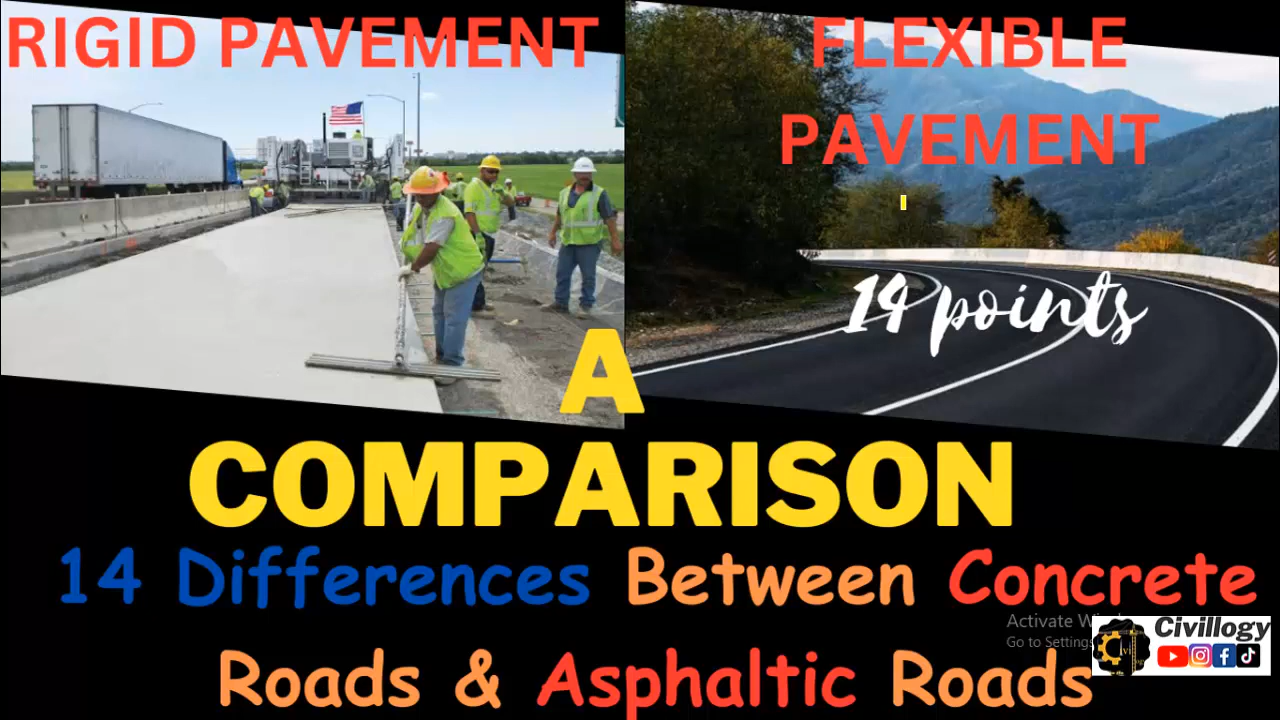 RIGID PAVEMENT
FLEXIBLE
PAVEMENT
14 points
A
COMPARISON
14 Differences Between Concrete
Roads & Asphaltic Roads
Activate
Go to Settings
Civillogy